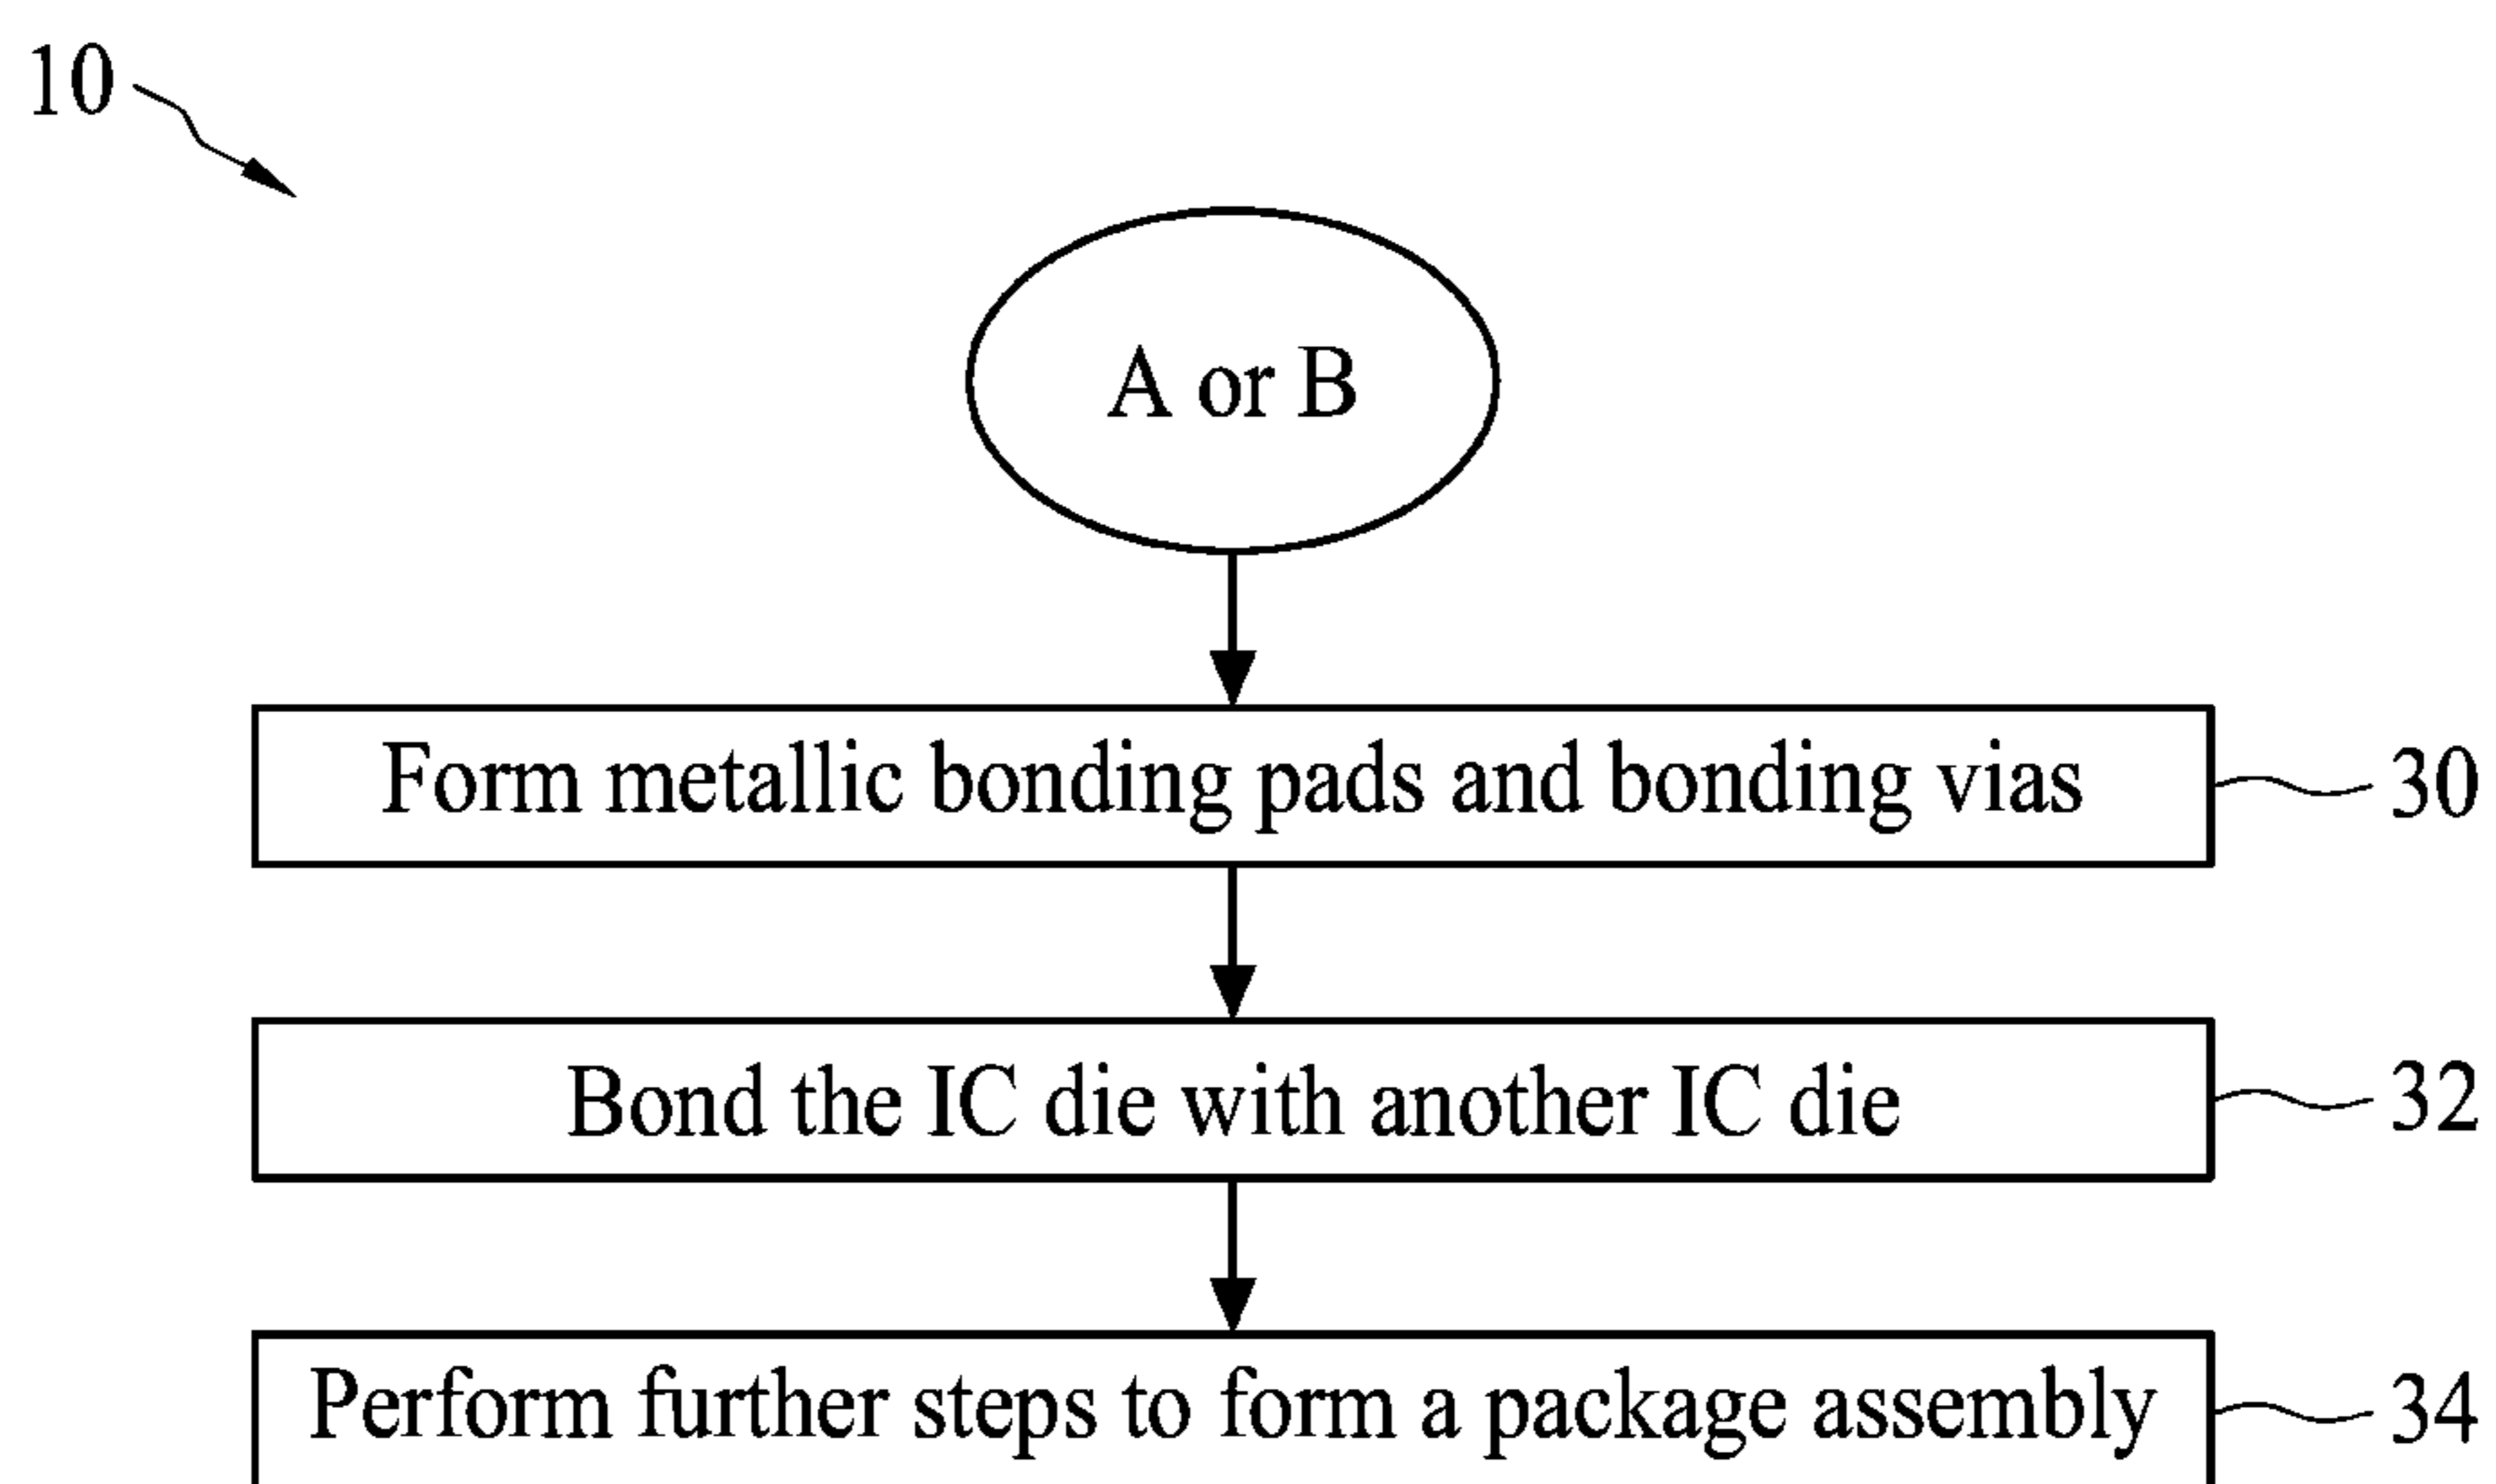 10
A or B
Form metallic bonding pads and bonding vias
30
Bond the IC die with another IC die
32
Perform further steps to form a package assembly
34